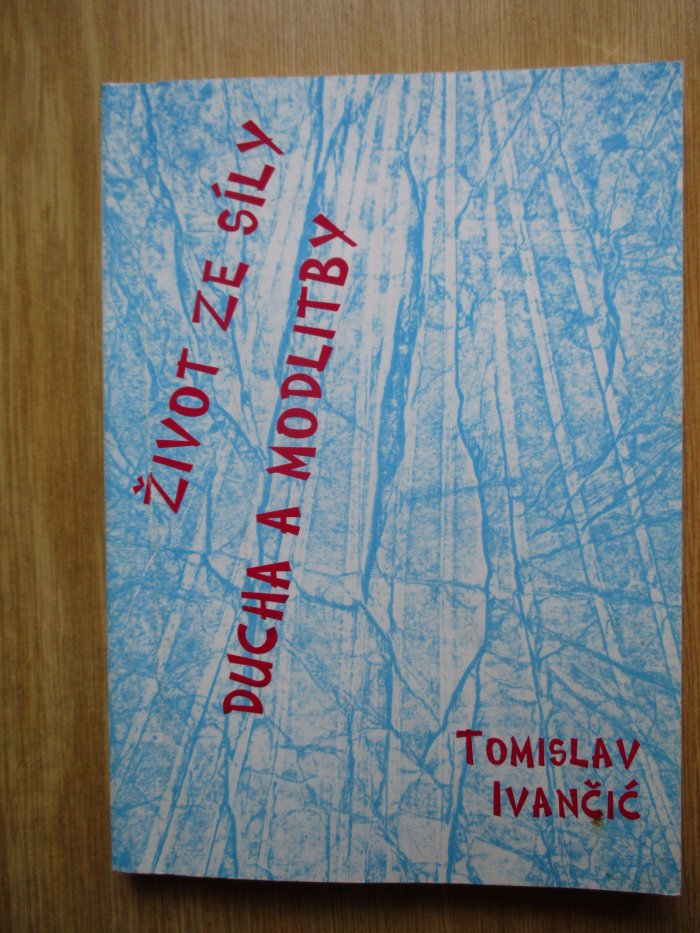 ŽIVOT ZE SÍLY
DUCHA A MODLITBY
TOMISLAV
IVANČIĆ